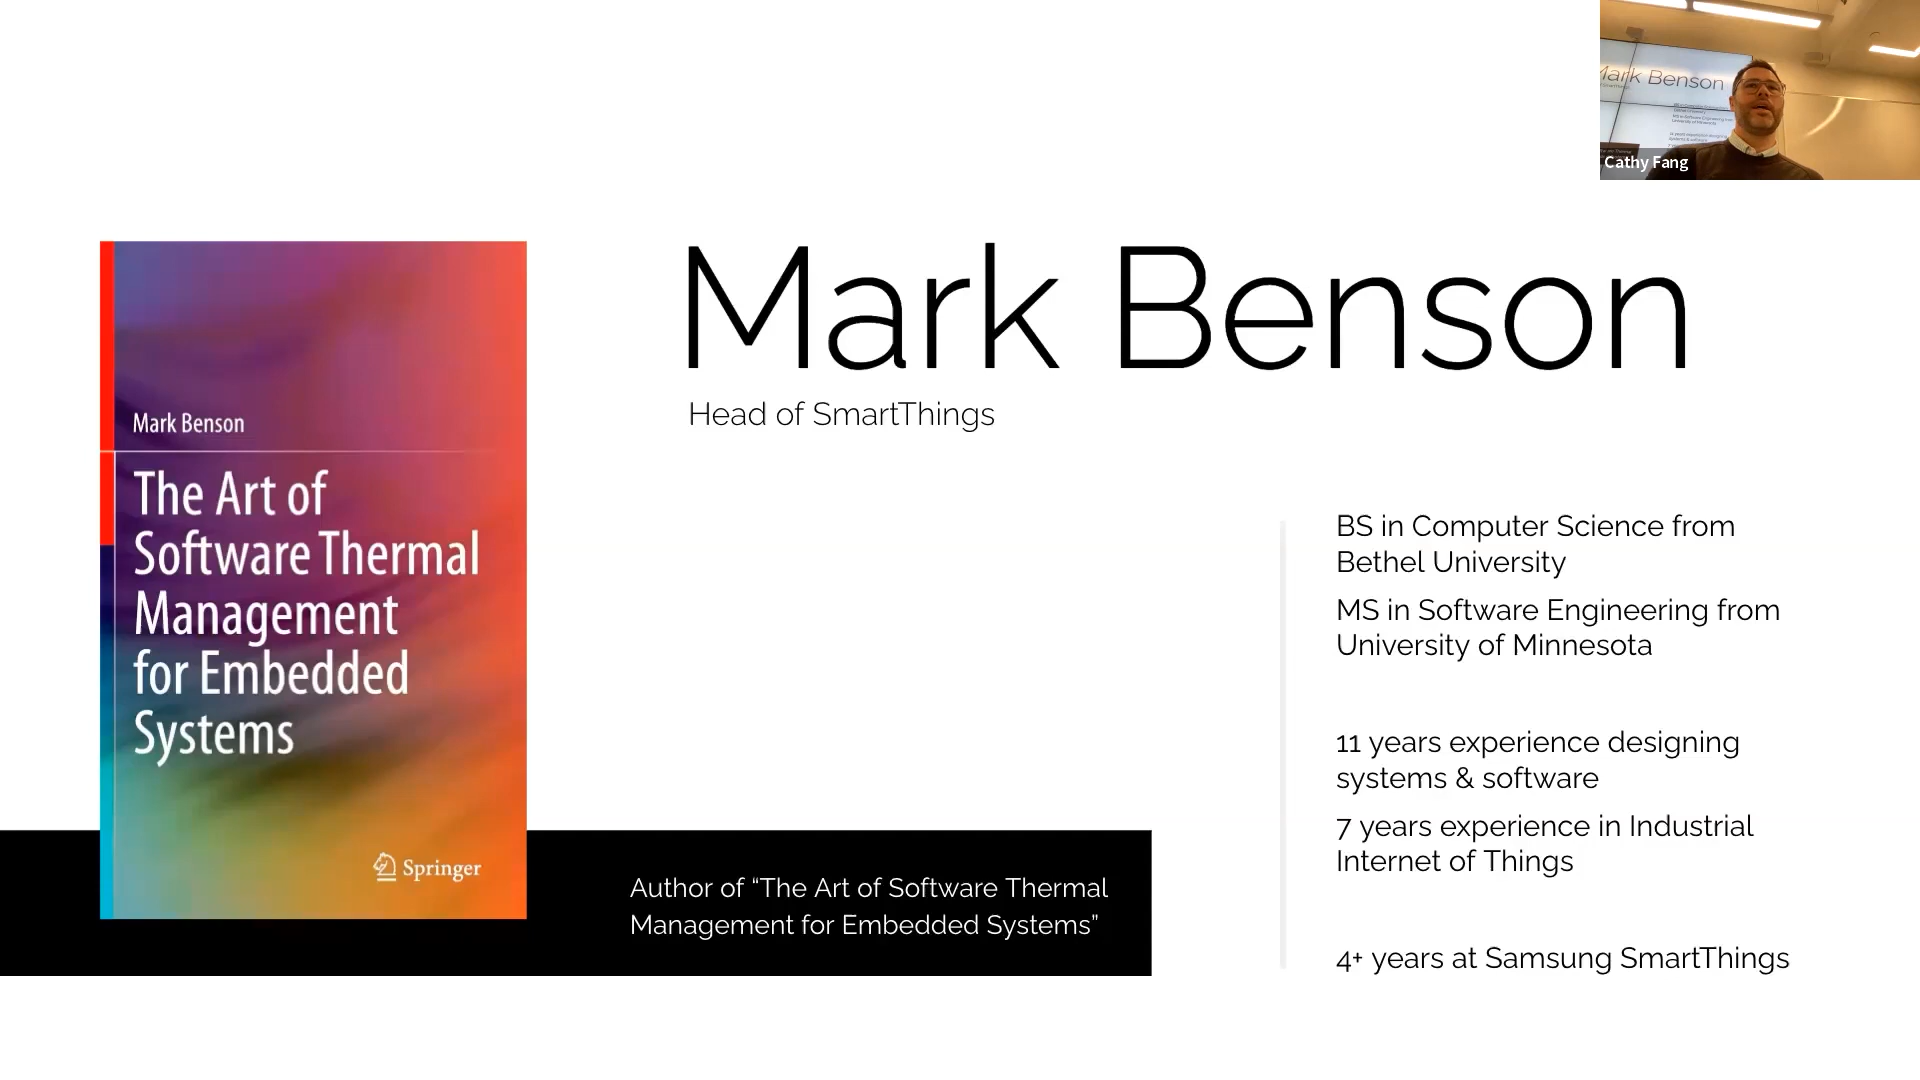 Mark Benson
Cathy Fang
Mark Benson
Head of SmartThings
Mark Benson
The Art of
Software Thermal
Management
for Embedded
Systems
Springer
Author of “The Art of Software Thermal
Management for Embedded Systems”
BS in Computer Science from
Bethel University
MS in Software Engineering from
University of Minnesota
11 years experience designing
systems & software
7 years experience in Industrial
Internet of Things
4+ years at Samsung SmartThings